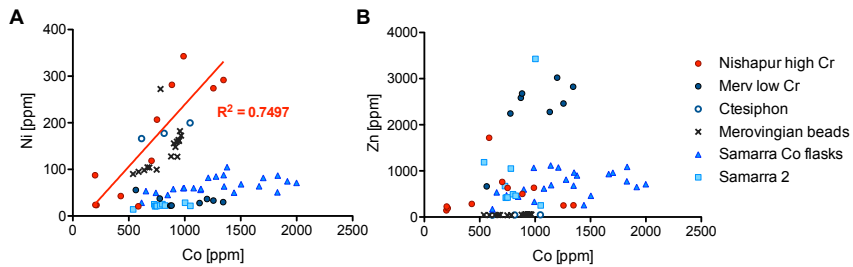 A
B
400
300
200
100
0
Ni [ppm]
R² = 0.7497
0 500 1000 1500 2000 2500
Co [ppm]
4000
3000
2000
1000
0
Zn [ppm]
0 500 1000 1500 2000 2500
Co [ppm]
Nishapur high Cr
Merv low Cr
Ctesiphon
Merovingian beads
Samarra Co flasks
Samarra 2